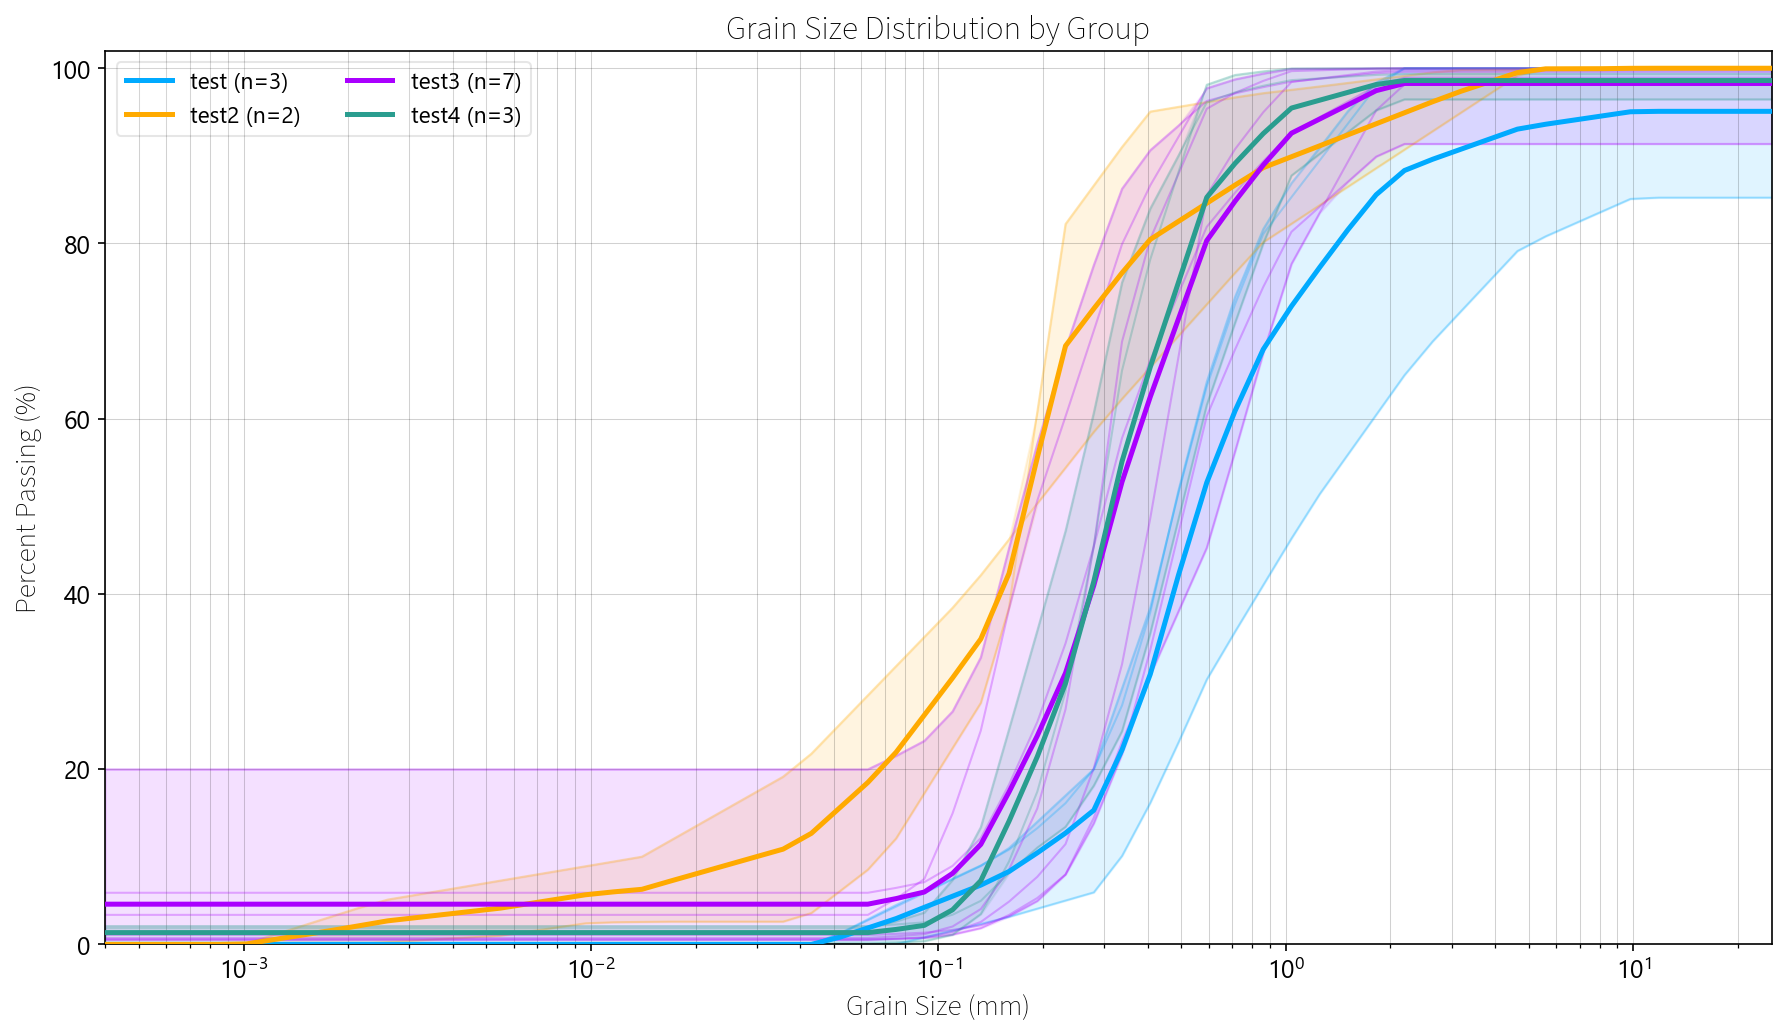 Grain Size Distribution by Group
test (n=3)
test2 (n=2)
test3 (n=7)
test4 (n=3)
Percent Passing (%)
100
80
60
40
20
0
10⁻³
10⁻²
10⁻¹
10⁰
10¹
Grain Size (mm)